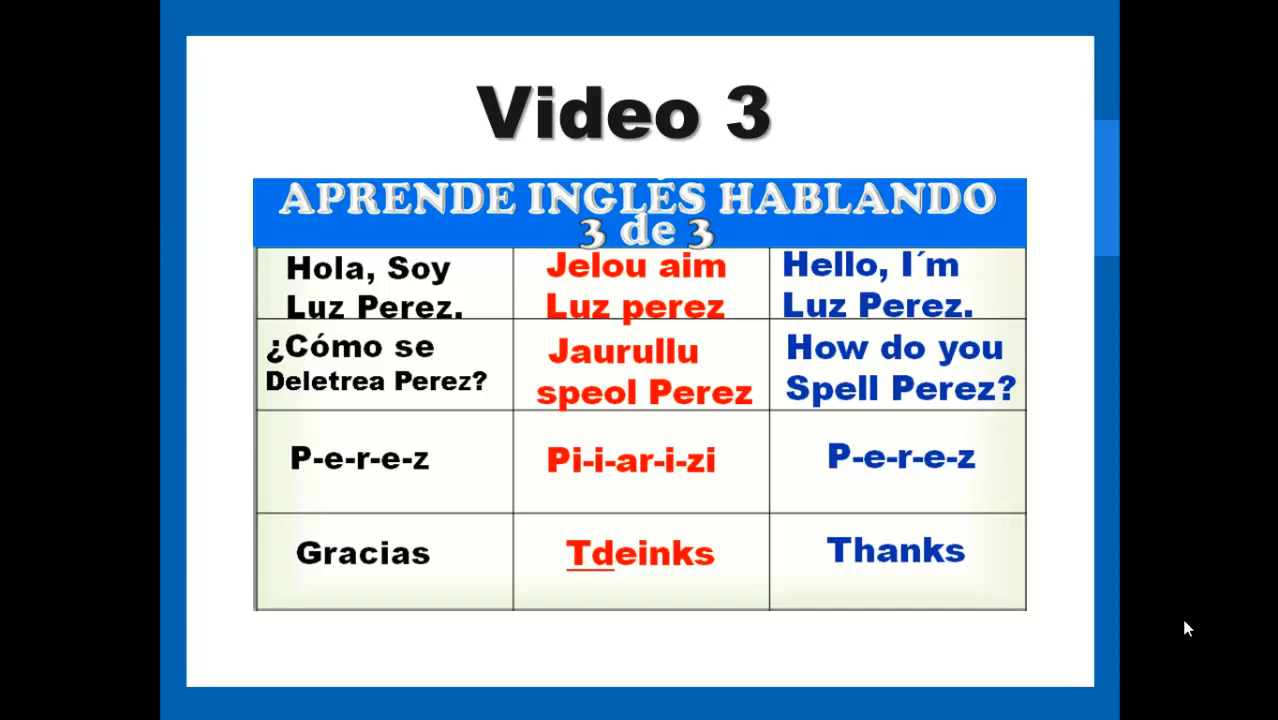 Video 3
APRENDE INGLÉS HABLANDO
3 de 3
Hola, Soy
Luz Perez.
Jelou aim
Luz perez
Hello, I´m
Luz Perez.
¿Cómo se
Deletrea Perez?
Jaurullu
speol Perez
How do you
Spell Perez?
P-e-r-e-z
Pi-i-ar-i-zi
P-e-r-e-z
Gracias
Tdeinks
Thanks